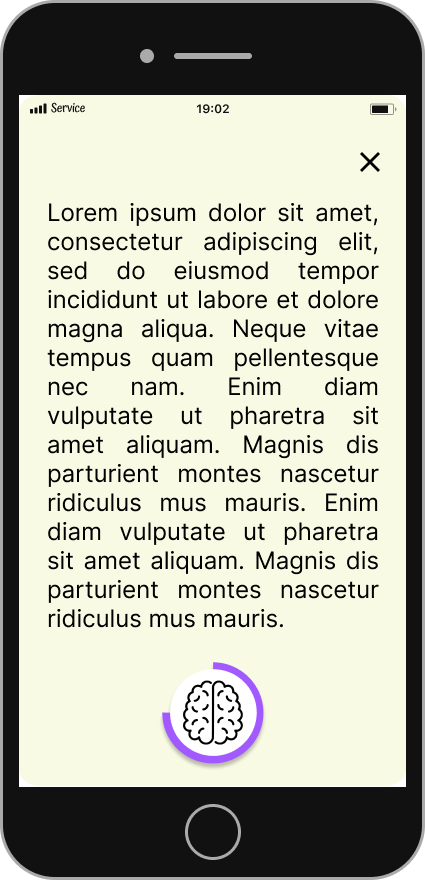 Service
19:02
Lorem ipsum dolor sit amet,
consectetur adipiscing elit,
sed do eiusmod tempor
incididunt ut labore et dolore
magna aliqua. Neque vitae
tempus quam pellentesque
nec nam. Enim diam
vulputate ut pharetra sit
amet aliquam. Magnis dis
parturient montes nascetur
ridiculus mus mauris. Enim
diam vulputate ut pharetra
sit amet aliquam. Magnis dis
parturient montes nascetur
ridiculus mus mauris.